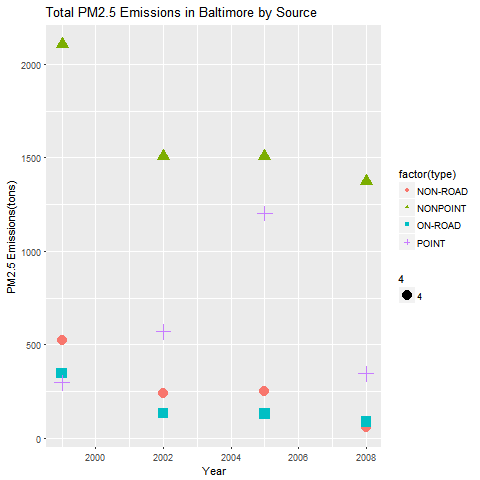 Total PM2.5 Emissions in Baltimore by Source
PM2.5 Emissions(tons)
2000
1500
1000
500
0
2000
2002
2004
2006
2008
Year
factor(type)
NON-ROAD
NONPOINT
ON-ROAD
POINT
4
4